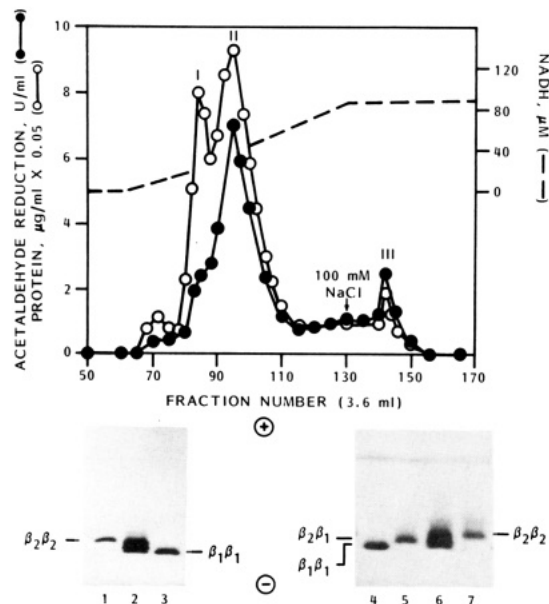 ACETALDEHYDE REDUCTION, U/ml (●—●)
PROTEIN, μg/ml X 0.05 (○—○)
10
8
6
4
2
0
I
II
III
100 mM
NaCl
120
80
40
0
NADH, μM (— —)
50
70
90
110
130
150
170
FRACTION NUMBER (3.6 ml)
+
β2β2
β1β1
1
2
3
β2β1
β1β1
β2β2
4
5
6
7
−